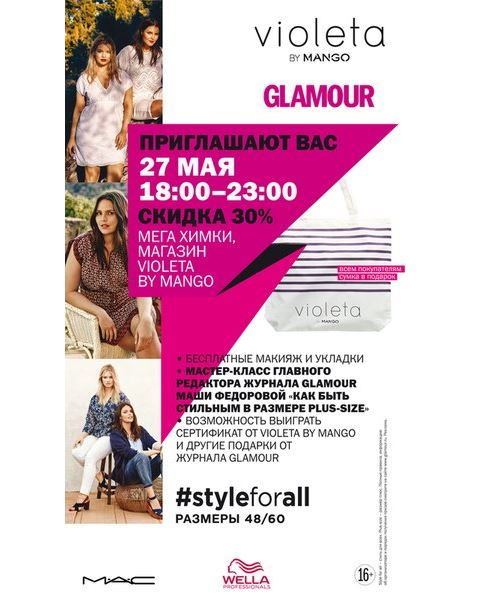 violeta
BY MANGO
GLAMOUR
ПРИГЛАШАЮТ ВАС
27 МАЯ
18:00–23:00
СКИДКА 30%
МЕГА ХИМКИ,
МАГАЗИН
VIOLETA
BY MANGO
всем покупателям
сумка в подарок
violeta
BY MANGO
• БЕСПЛАТНЫЕ МАКИЯЖ И УКЛАДКИ
• МАСТЕР-КЛАСС ГЛАВНОГО
РЕДАКТОРА ЖУРНАЛА GLAMOUR
МАШИ ФЕДОРОВОЙ «КАК БЫТЬ
СТИЛЬНЫМ В РАЗМЕРЕ PLUS-SIZE»
• ВОЗМОЖНОСТЬ ВЫИГРАТЬ
СЕРТИФИКАТ ОТ VIOLETA BY MANGO
И ДРУГИЕ ПОДАРКИ ОТ
ЖУРНАЛА GLAMOUR
#styleforall
РАЗМЕРЫ 48/60
MAC
WELLA
PROFESSIONALS
16+